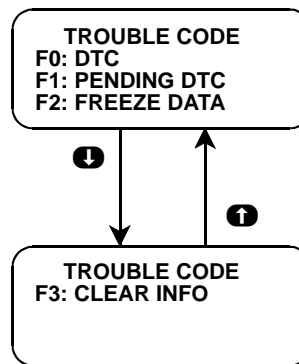 TROUBLE CODE
F0: DTC
F1: PENDING DTC
F2: FREEZE DATA
TROUBLE CODE
F3: CLEAR INFO